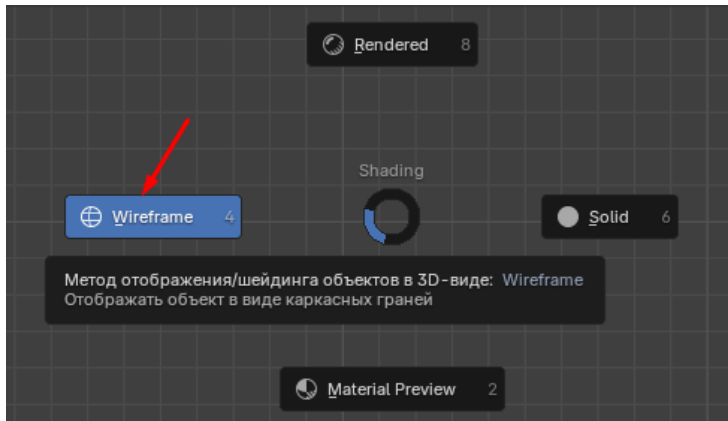 Rendered 8
Shading
Wireframe 4
Solid 6
Метод отображения/шейдинга объектов в 3D-виде: Wireframe
Отображать объект в виде каркасных граней
Material Preview 2